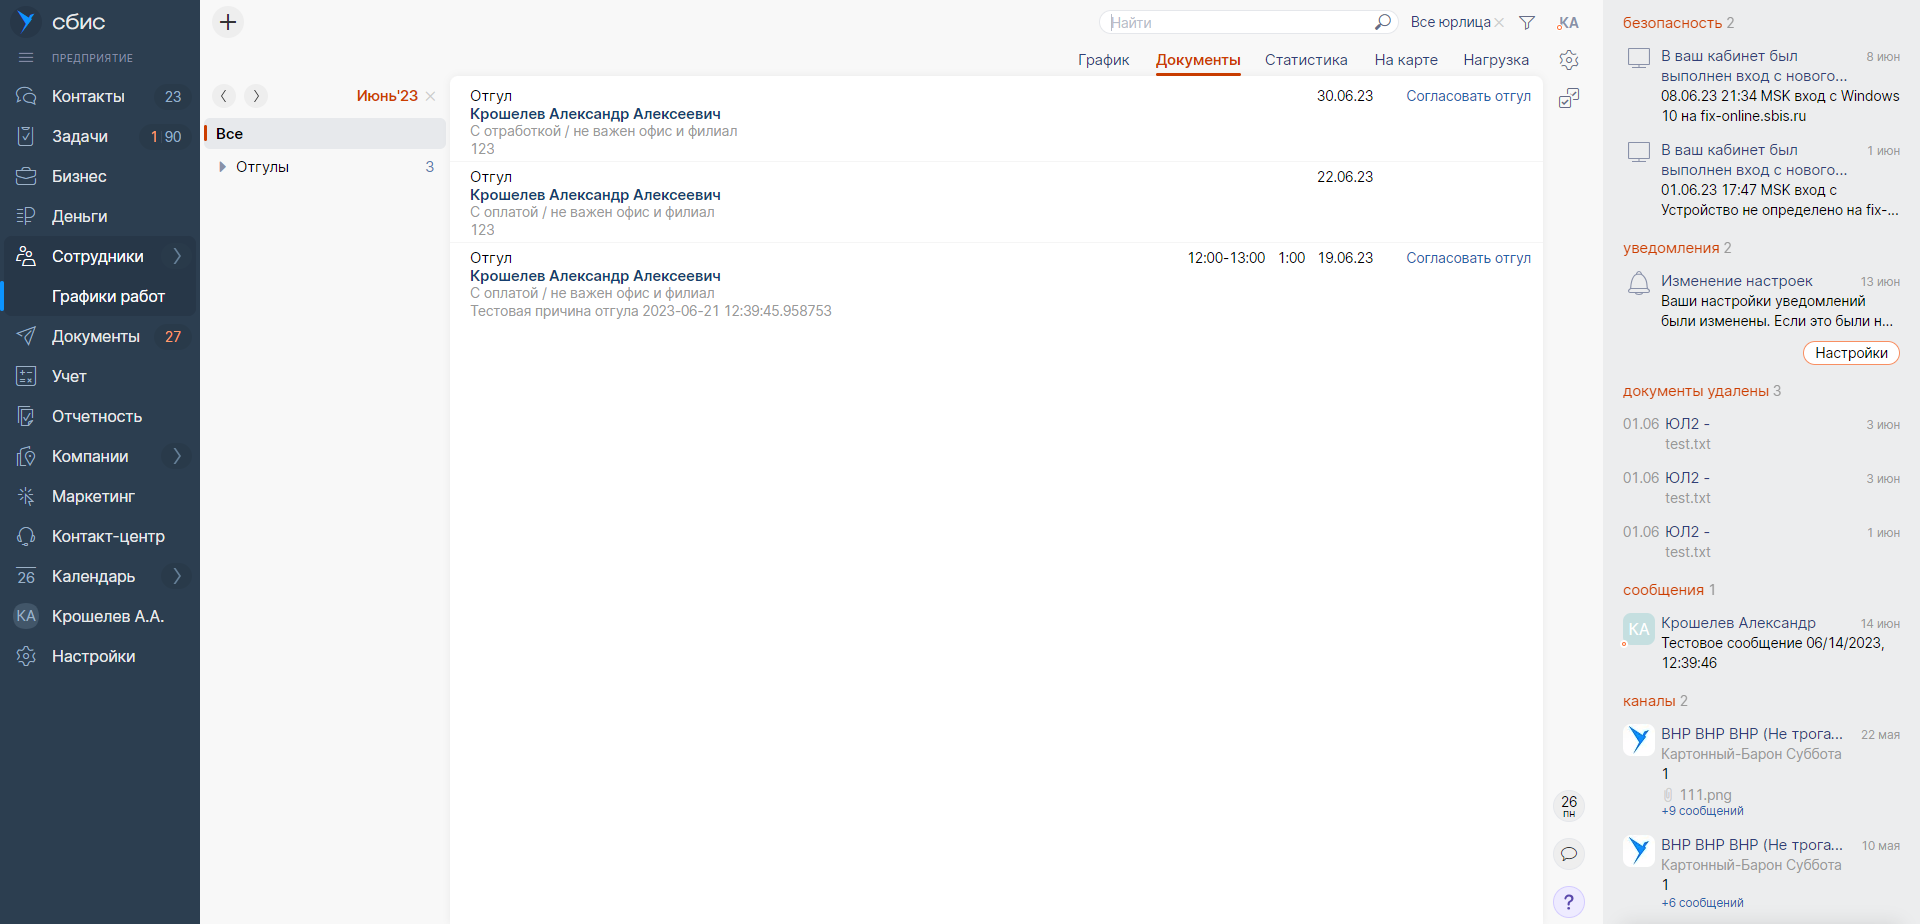 сбис
ПРЕДПРИЯТИЕ
Контакты 23
Задачи 1 90
Бизнес
Деньги
Сотрудники
Графики работ
Документы 27
Учет
Отчетность
Компании
Маркетинг
Контакт-центр
26 Календарь
КА Крошелев А.А.
Настройки
Найти
Все юрлица
КА
График Документы Статистика На карте Нагрузка
Июнь'23
Все
Отгулы 3
Отгул 30.06.23 Согласовать отгул
Крошелев Александр Алексеевич
С отработкой / не важен офис и филиал
123
Отгул 22.06.23
Крошелев Александр Алексеевич
С оплатой / не важен офис и филиал
123
Отгул 12:00-13:00 1:00 19.06.23 Согласовать отгул
Крошелев Александр Алексеевич
С оплатой / не важен офис и филиал
Тестовая причина отгула 2023-06-21 12:39:45.958753
26
ПН
?
безопасность 2
В ваш кабинет был 8 июн
выполнен вход с нового...
08.06.23 21:34 MSK вход с Windows
10 на fix-online.sbis.ru
В ваш кабинет был 1 июн
выполнен вход с нового...
01.06.23 17:47 MSK вход с
Устройство не определено на fix-...
уведомления 2
Изменение настроек 13 июн
Ваши настройки уведомлений
были изменены. Если это были н...
Настройки
документы удалены 3
01.06 ЮЛ2 - 3 июн
test.txt
01.06 ЮЛ2 - 3 июн
test.txt
01.06 ЮЛ2 - 1 июн
test.txt
сообщения 1
КА Крошелев Александр 14 июн
Тестовое сообщение 06/14/2023,
12:39:46
каналы 2
ВНР ВНР ВНР (Не трога... 22 мая
Картонный-Барон Суббота
1
111.png
+9 сообщений
ВНР ВНР ВНР (Не трога... 10 мая
Картонный-Барон Суббота
1
+6 сообщений